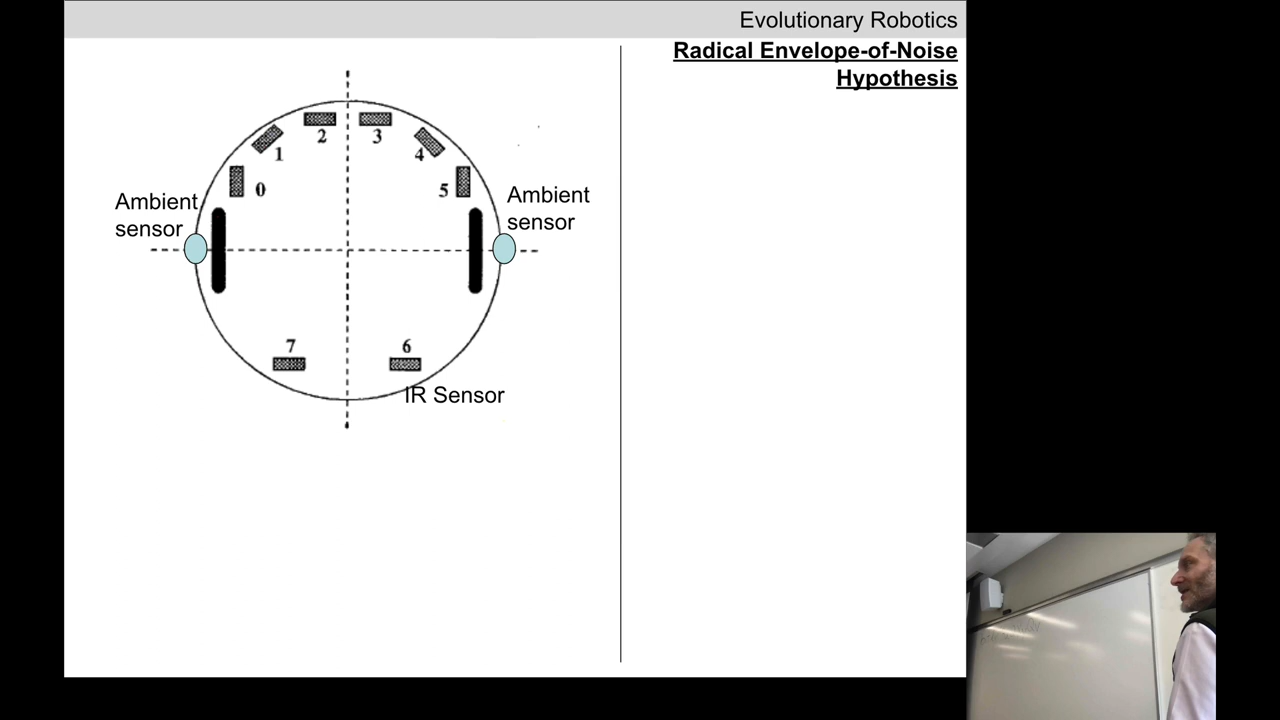 Evolutionary Robotics
Radical Envelope-of-Noise
Hypothesis
2
3
1
4
0
5
Ambient
sensor
Ambient
sensor
7
6
IR Sensor